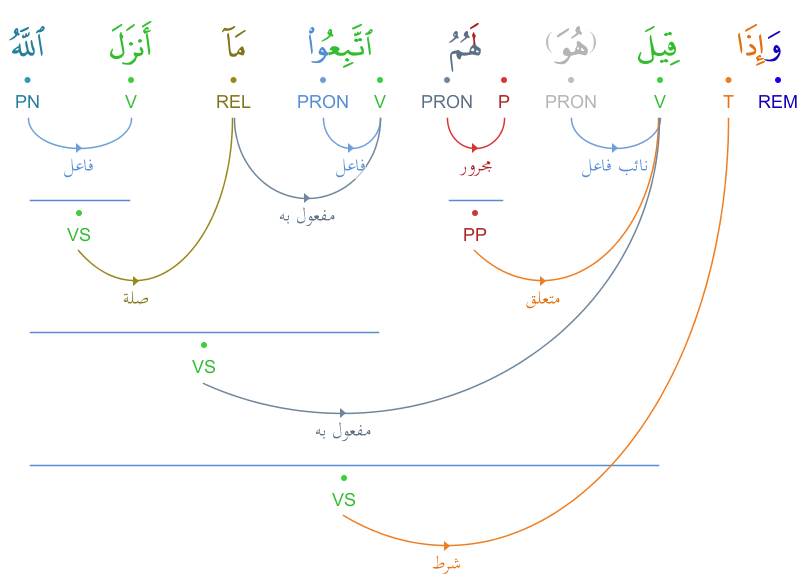 وَإِذَا قِيلَ (هُوَ) لَهُمُ ٱتَّبِعُوا۟ مَآ أَنزَلَ ٱللَّهُ
REM T V PRON P PRON V PRON REL V PN
نائب فاعل مجرور فاعل فاعل
مفعول به
PP VS
متعلق صلة
VS
مفعول به
VS
شرط